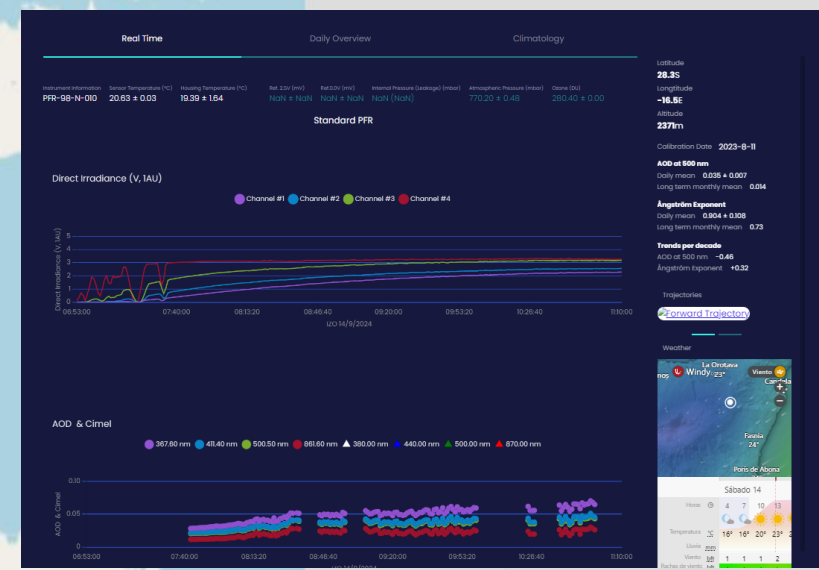 Real Time
Daily Overview
Climatology
Instrument Information
PFR-98-N-010
Sensor Temperature (°C)
20.63 ± 0.03
Housing Temperature (°C)
19.39 ± 1.64
Ref. 2.5V (mV)
NaN ± NaN
Ref.0.0V (mV)
NaN ± NaN
Internal Pressure (Leakage) (mbar)
NaN (NaN)
Atmospheric Pressure (mbar)
770.20 ± 0.48
Ozone (DU)
280.40 ± 0.00
Standard PFR
Direct Irradiance (V, 1AU)
Channel #1 Channel #2 Channel #3 Channel #4
Direct Irradiance (V, 1AU)
5
4
3
2
1
0
06:53:00 07:40:00 08:13:20 08:46:40 09:20:00 09:53:20 10:26:40 11:10:00
IZO 14/9/2024
AOD & Cimel
367.60 nm 411.40 nm 500.50 nm 861.60 nm 380.00 nm 440.00 nm 500.00 nm 870.00 nm
AOD & Cimel
0.10
0.05
0
06:53:00 07:40:00 08:13:20 08:46:40 09:20:00 09:53:20 10:26:40 11:10:00
Latitude
28.3S
Longtitude
-16.5E
Altitude
2371m
Calibration Date 2023-8-11
AOD at 500 nm
Daily mean 0.035 ± 0.007
Long term monthly mean 0.014
Ångström Exponent
Daily mean 0.904 ± 0.108
Long term monthly mean 0.73
Trends per decade
AOD at 500 nm -0.46
Ångström Exponent +0.32
Trajectories
Forward Trajectory
Weather
La Orotava
23°
Windy
Viento
Fasnia
24°
Porís de Abona
Sábado 14
Horas 4 7 10 13
Temperatura °C 16° 16° 20° 23° 2
Lluvia mm
Viento kt 1 1 1 2
Rachas de viento kt